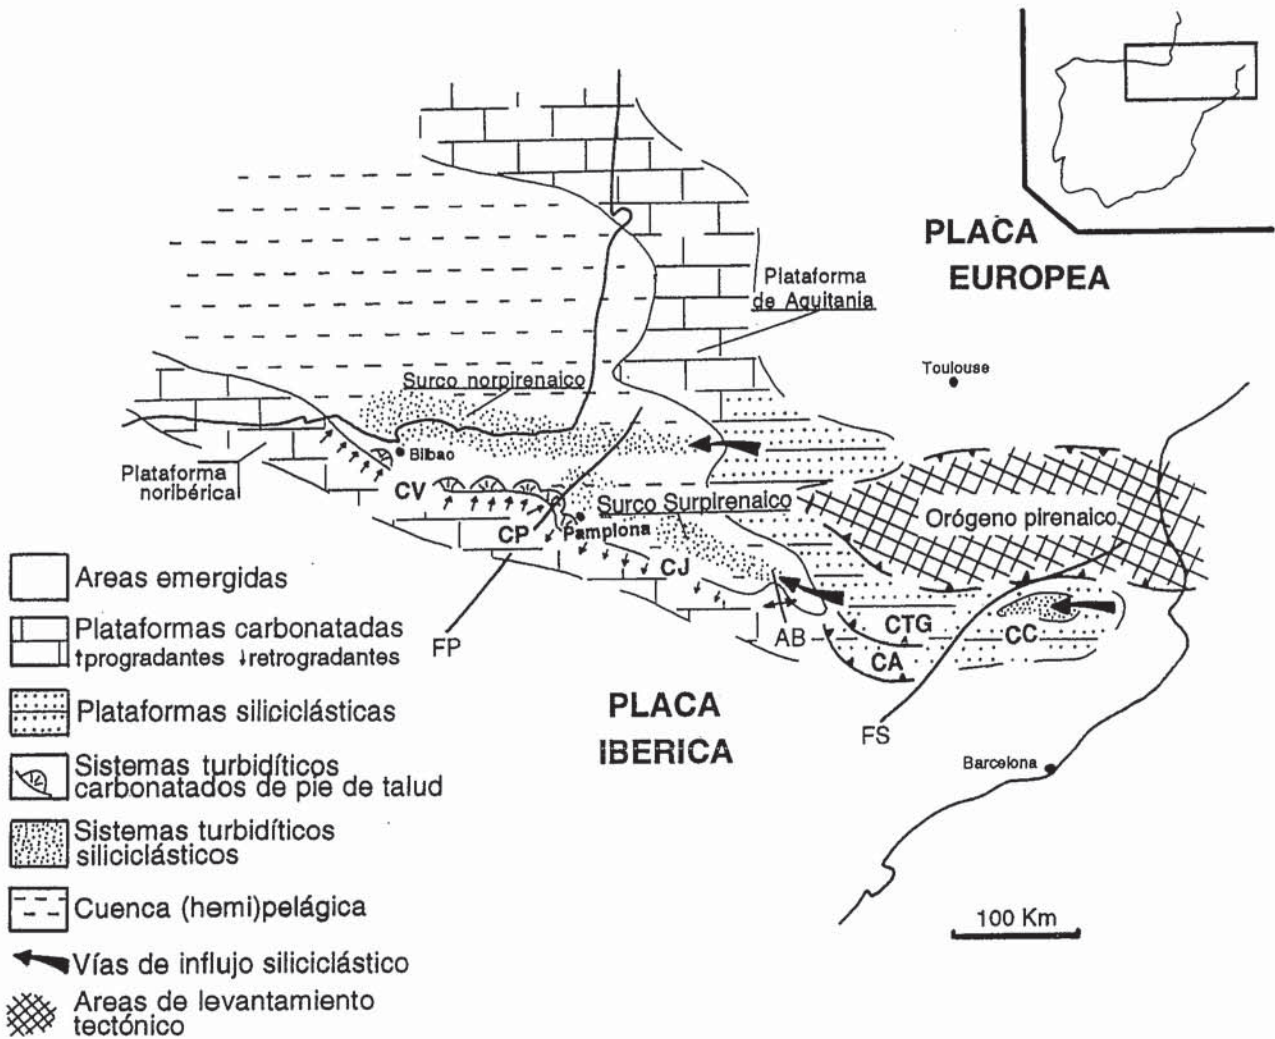 PLACA
EUROPEA
Plataforma
de Aquitania
Toulouse
Surco norpirenaico
Bilbao
Plataforma
noribérica
CV
Surco Surpirenaico
Orógeno pirenaico
CP
Pamplona
CJ
FP
AB
CTG
CA
CC
FS
PLACA
IBERICA
Barcelona
100 Km
Areas emergidas
Plataformas carbonatadas
↑progradantes ↓retrogradantes
Plataformas siliciclásticas
Sistemas turbidíticos
carbonatados de pie de talud
Sistemas turbidíticos
siliciclásticos
Cuenca (hemi)pelágica
Vías de influjo siliciclástico
Areas de levantamiento
tectónico